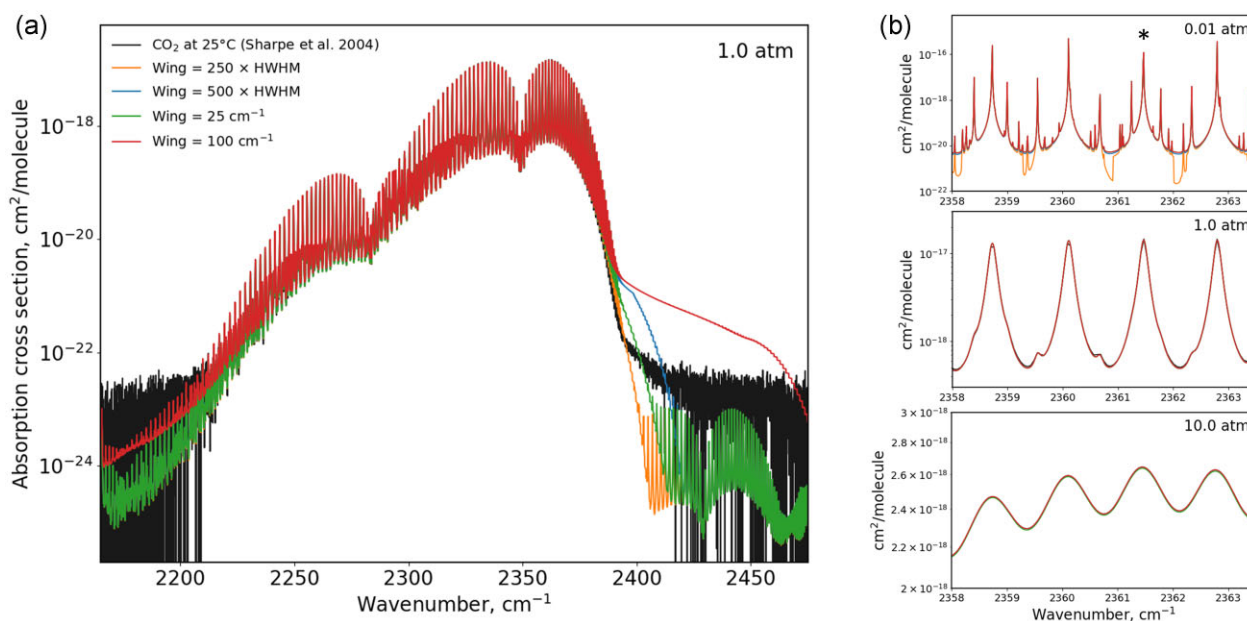 (a)
CO₂ at 25°C (Sharpe et al. 2004)
Wing = 250 × HWHM
Wing = 500 × HWHM
Wing = 25 cm⁻¹
Wing = 100 cm⁻¹
1.0 atm
Absorption cross section, cm²/molecule
10⁻¹⁸
10⁻²⁰
10⁻²²
10⁻²⁴
2200 2250 2300 2350 2400 2450
Wavenumber, cm⁻¹
(b)
*
0.01 atm
cm²/molecule
10⁻¹⁶
10⁻¹⁸
10⁻²⁰
10⁻²²
2358 2359 2360 2361 2362 2363
1.0 atm
cm²/molecule
10⁻¹⁷
10⁻¹⁸
2358 2359 2360 2361 2362 2363
10.0 atm
cm²/molecule
3 × 10⁻¹⁸
2.8 × 10⁻¹⁸
2.6 × 10⁻¹⁸
2.4 × 10⁻¹⁸
2.2 × 10⁻¹⁸
2 × 10⁻¹⁸
2358 2359 2360 2361 2362 2363
Wavenumber, cm⁻¹